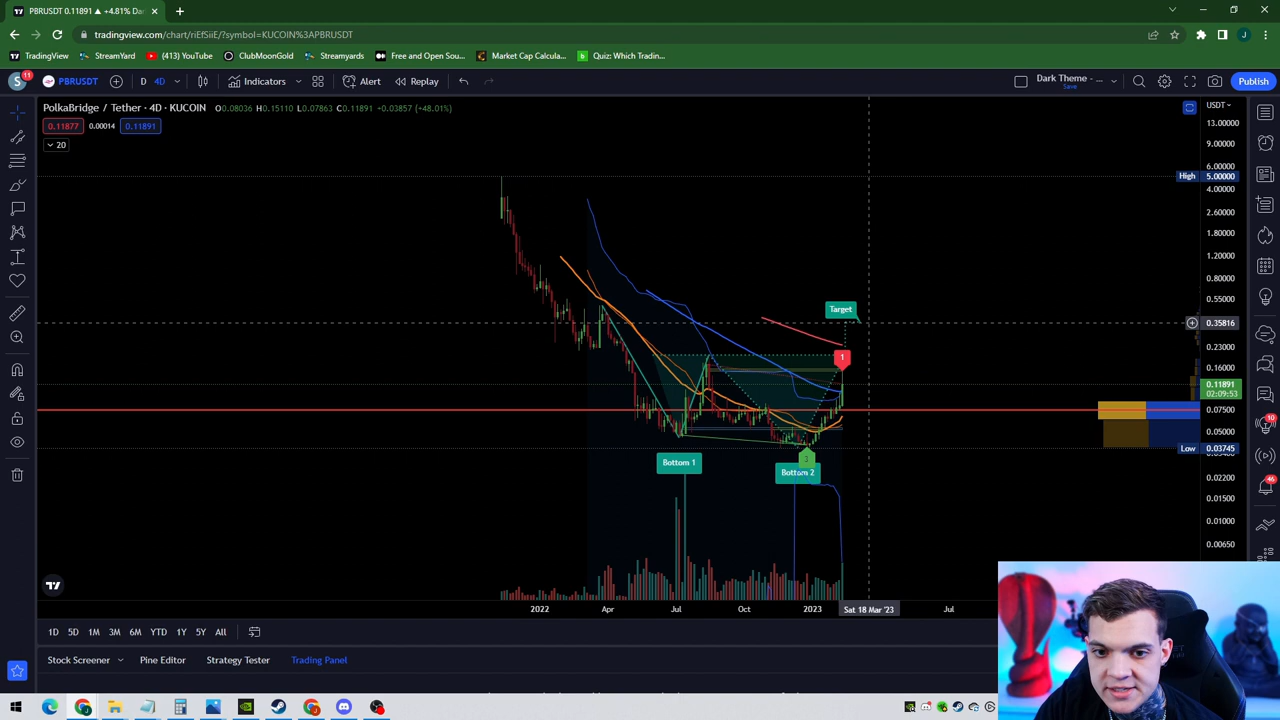 PBRUSDT 0.11891 ▲ +4.81% Da
tradingview.com/chart/riEfSiiE/?symbol=KUCOIN%3APBRUSDT
J
TradingView StreamYard (413) YouTube ClubMoonGold Streamyards Free and Open Sou... Market Cap Calcula... Quiz: Which Tradin...
S 11 PBRUSDT D 4D Indicators Alert Replay Dark Theme - ... Save Publish
PolkaBridge / Tether · 4D · KUCOIN O0.08036 H0.15110 L0.07863 C0.11891 +0.03857 (+48.01%)
USDT
0.11877 0.00014 0.11891
20
13.00000
9.00000
6.00000
High 5.00000
4.00000
2.60000
1.80000
1.20000
0.80000
0.55000
Target
0.35816
0.23000
1
0.16000
0.11891
02:09:53
0.07500
10
0.05000
Low 0.03745
3
Bottom 1
Bottom 2
0.02200
46
0.01500
0.01000
0.00650
2022 Apr Jul Oct 2023 Sat 18 Mar '23 Jul
1D 5D 1M 3M 6M YTD 1Y 5Y All
Stock Screener Pine Editor Strategy Tester Trading Panel